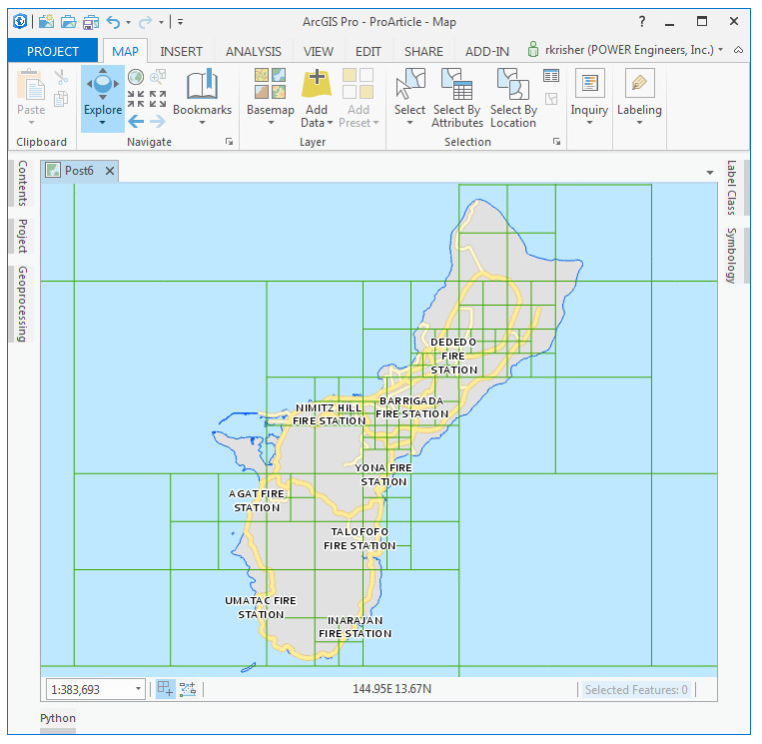 ArcGIS Pro - ProArticle - Map
?
PROJECT MAP INSERT ANALYSIS VIEW EDIT SHARE ADD-IN rkrisher (POWER Engineers, Inc.)
Paste
Explore
Bookmarks
Basemap
Add
Data
Add
Preset
Select
Select By
Attributes
Select By
Location
Inquiry
Labeling
Clipboard
Navigate
Layer
Selection
Contents
Project
Geoprocessing
Post6 X
Label Class
Symbology
DEDEDO
FIRE
STATION
BARRIGADA
FIRE STATION
NIMITZ HILL
FIRE STATION
YONA FIRE
STATION
AGAT FIRE
STATION
TALOFOFO
FIRE STATION
UMATAC FIRE
STATION
INARAJAN
FIRE STATION
1:383,693
144.95E 13.67N
Selected Features: 0
Python